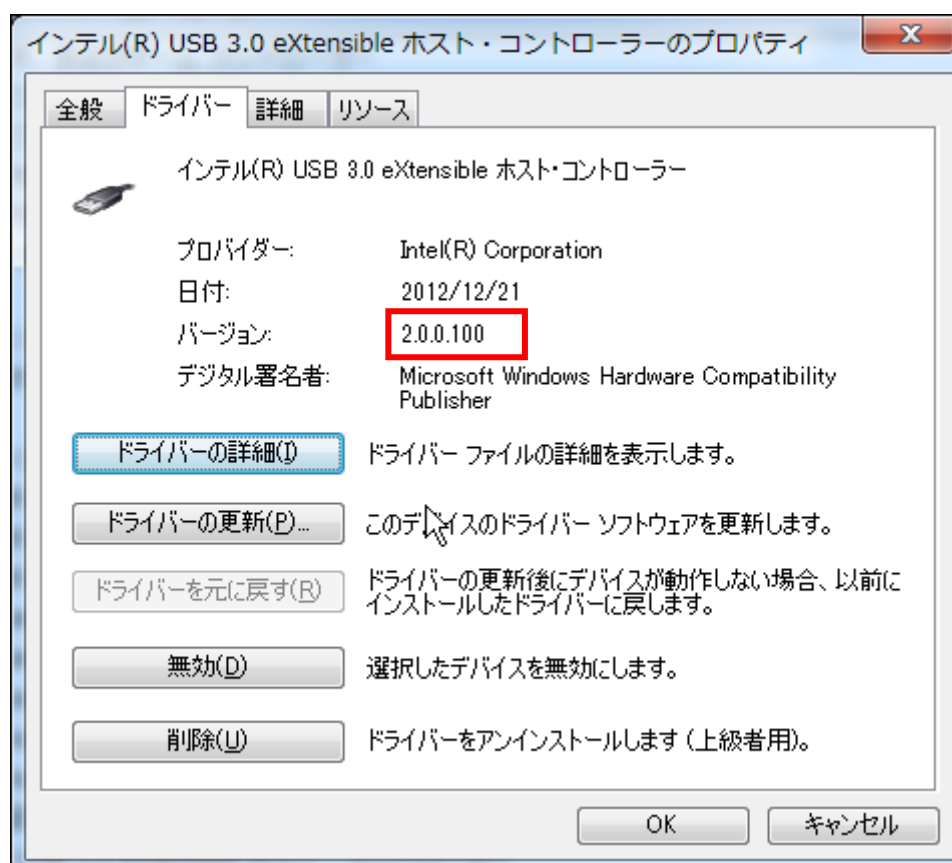 インテル(R) USB 3.0 eXtensible ホスト・コントローラーのプロパティ
全般 ドライバー 詳細 リソース
インテル(R) USB 3.0 eXtensible ホスト・コントローラー
プロバイダー: Intel(R) Corporation
日付: 2012/12/21
バージョン: 2.0.0.100
デジタル署名者: Microsoft Windows Hardware Compatibility
Publisher
ドライバーの詳細(I) ドライバー ファイルの詳細を表示します。
ドライバーの更新(P)... このデバイスのドライバー ソフトウェアを更新します。
ドライバーを元に戻す(R) ドライバーの更新後にデバイスが動作しない場合、以前に
インストールしたドライバーに戻します。
無効(D) 選択したデバイスを無効にします。
削除(U) ドライバーをアンインストールします (上級者用)。
OK キャンセル